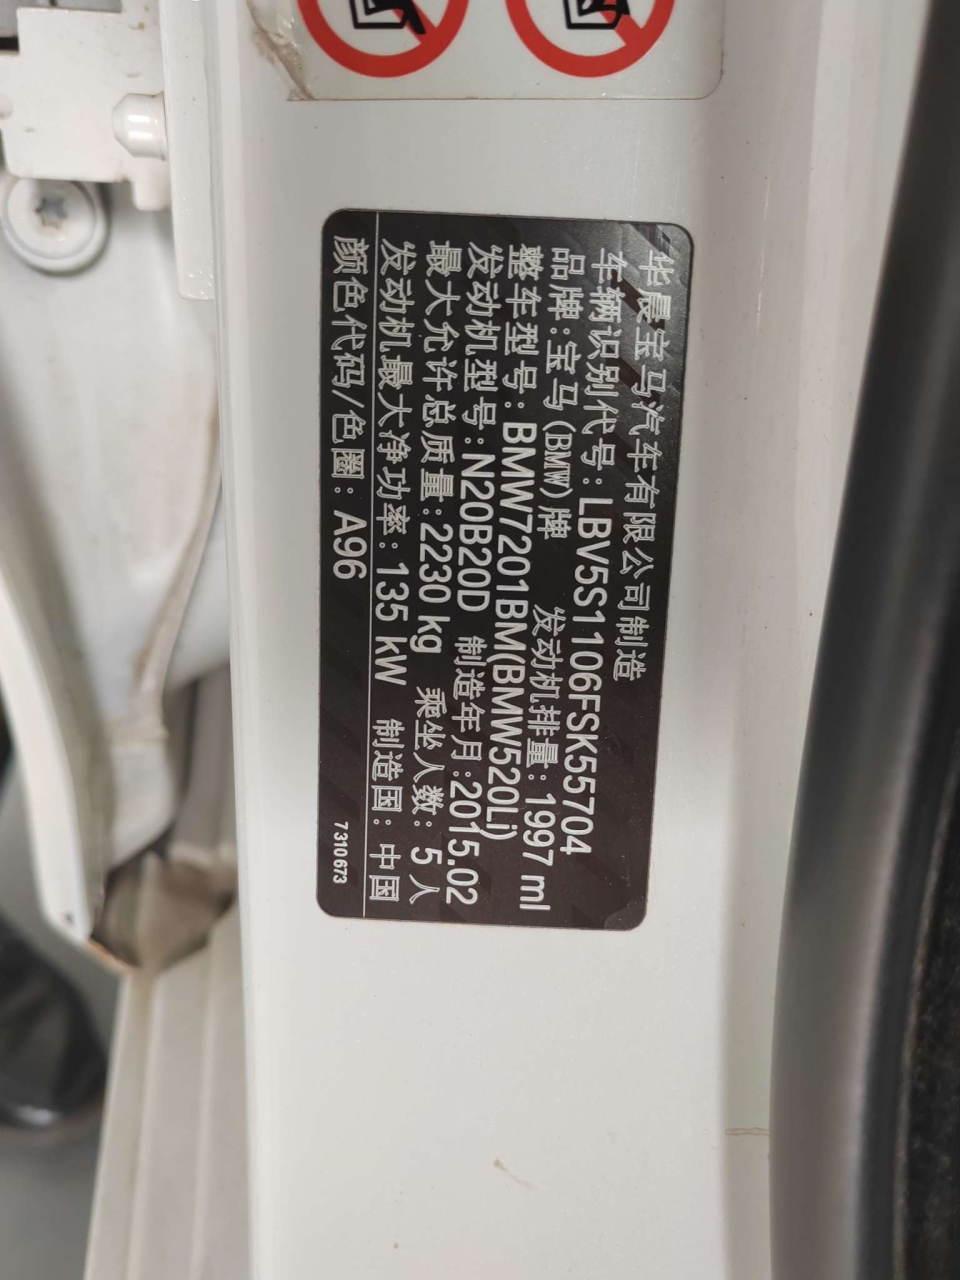 华晨宝马汽车有限公司制造
车辆识别代号:LBV5S1106FSK55704
品牌:宝马(BMW)牌 发动机排量:1997 ml
整车型号:BMW7201BM(BMW520Li)
发动机型号:N20B20D 制造年月:2015.02
最大允许总质量:2230 kg 乘坐人数:5人
发动机最大净功率:135 kW 制造国:中国
颜色代码/色圈:A96
7310673